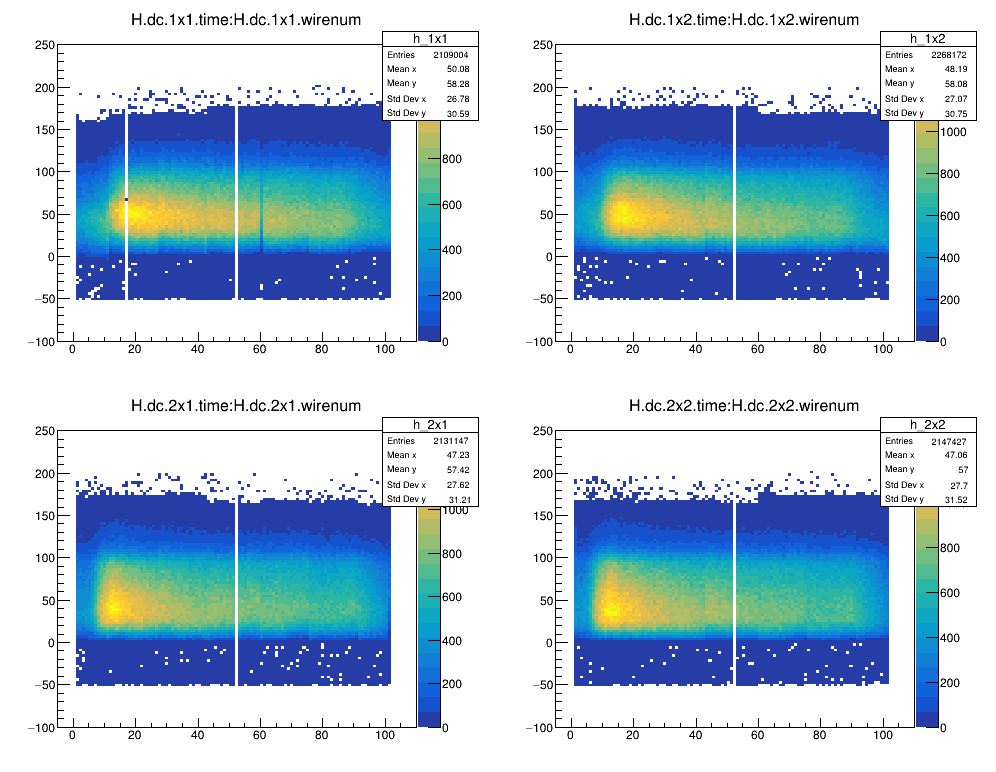 H.dc.1x1.time:H.dc.1x1.wirenum
h_1x1
Entries 2109004
Mean x 50.08
Mean y 58.28
Std Dev x 26.78
Std Dev y 30.59
250
200
150
100
50
0
−50
−100
0 20 40 60 80 100
800
600
400
200
0
H.dc.1x2.time:H.dc.1x2.wirenum
h_1x2
Entries 2268172
Mean x 48.19
Mean y 58.08
Std Dev x 27.07
Std Dev y 30.75
250
200
150
100
50
0
−50
−100
0 20 40 60 80 100
1000
800
600
400
200
0
H.dc.2x1.time:H.dc.2x1.wirenum
h_2x1
Entries 2131147
Mean x 47.23
Mean y 57.42
Std Dev x 27.62
Std Dev y 31.21
250
200
150
100
50
0
−50
−100
0 20 40 60 80 100
1000
800
600
400
200
0
H.dc.2x2.time:H.dc.2x2.wirenum
h_2x2
Entries 2147427
Mean x 47.06
Mean y 57
Std Dev x 27.7
Std Dev y 31.52
250
200
150
100
50
0
−50
−100
0 20 40 60 80 100
800
600
400
200
0